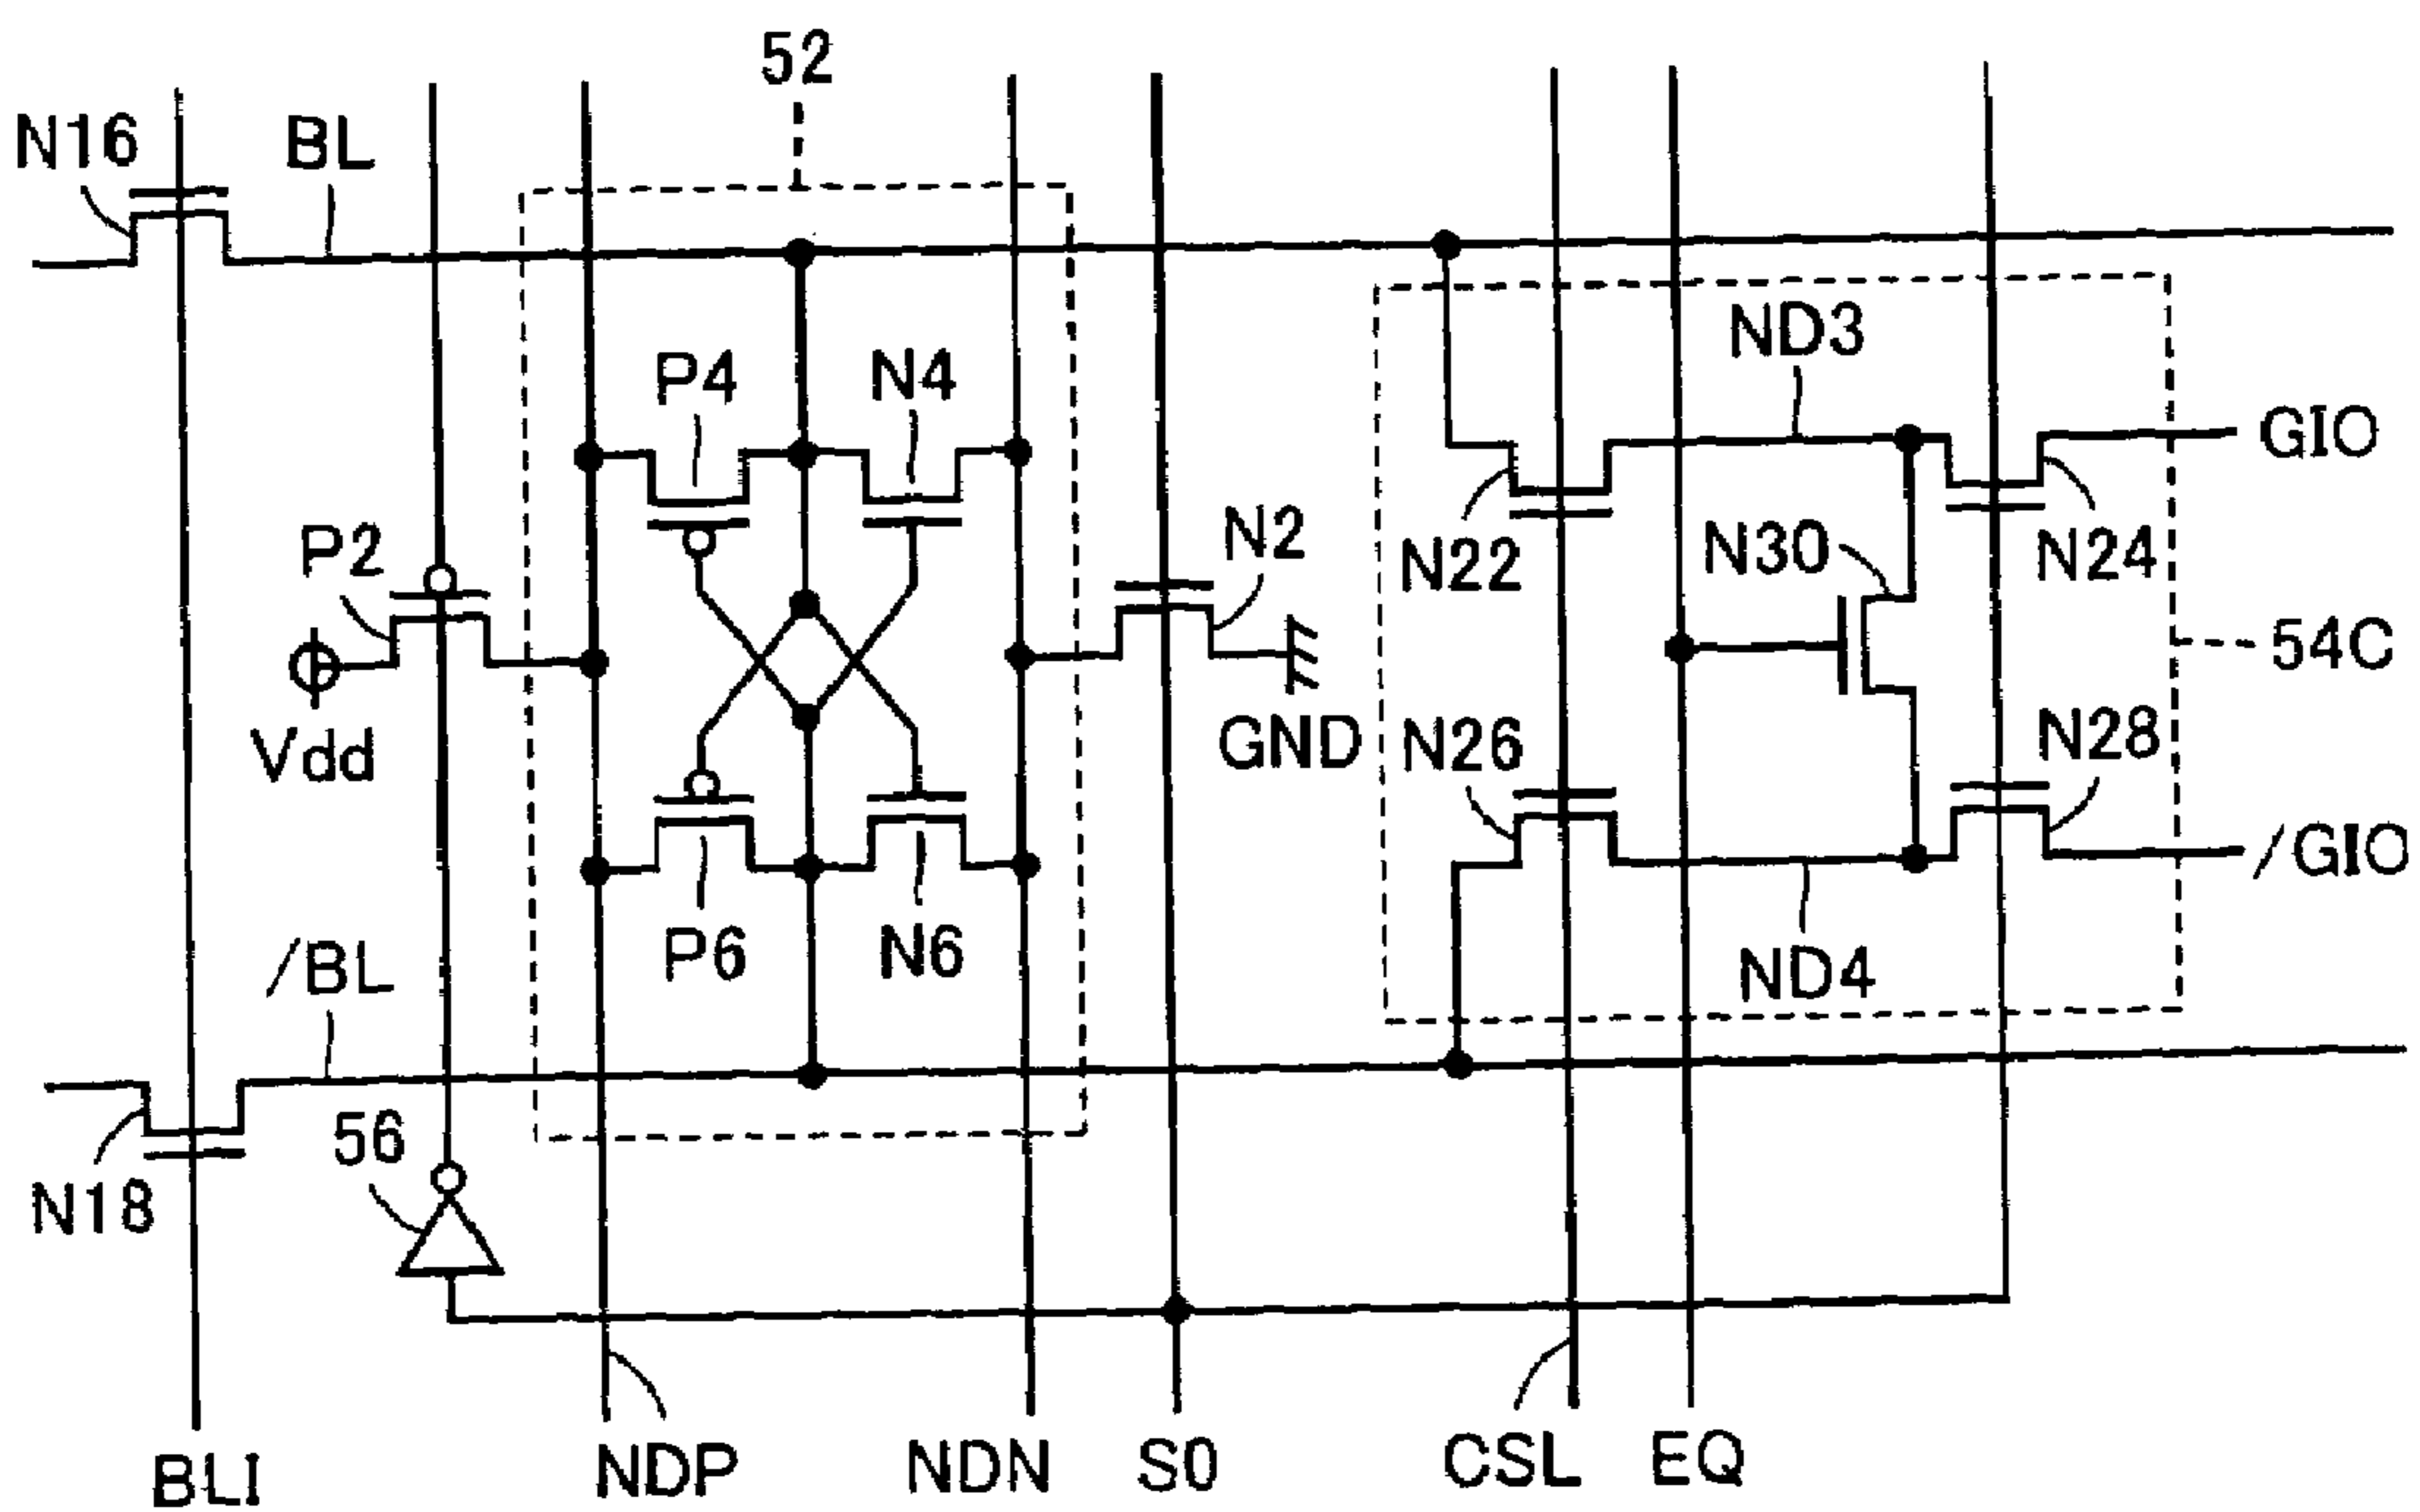 52
N16
BL
ND3
P4
N4
GIO
P2
N2
N22
N30
N24
54C
Vdd
GND
N26
N28
/GIO
P6
N6
/BL
ND4
56
N18
BLI
NDP
NDN
S0
CSL
EQ